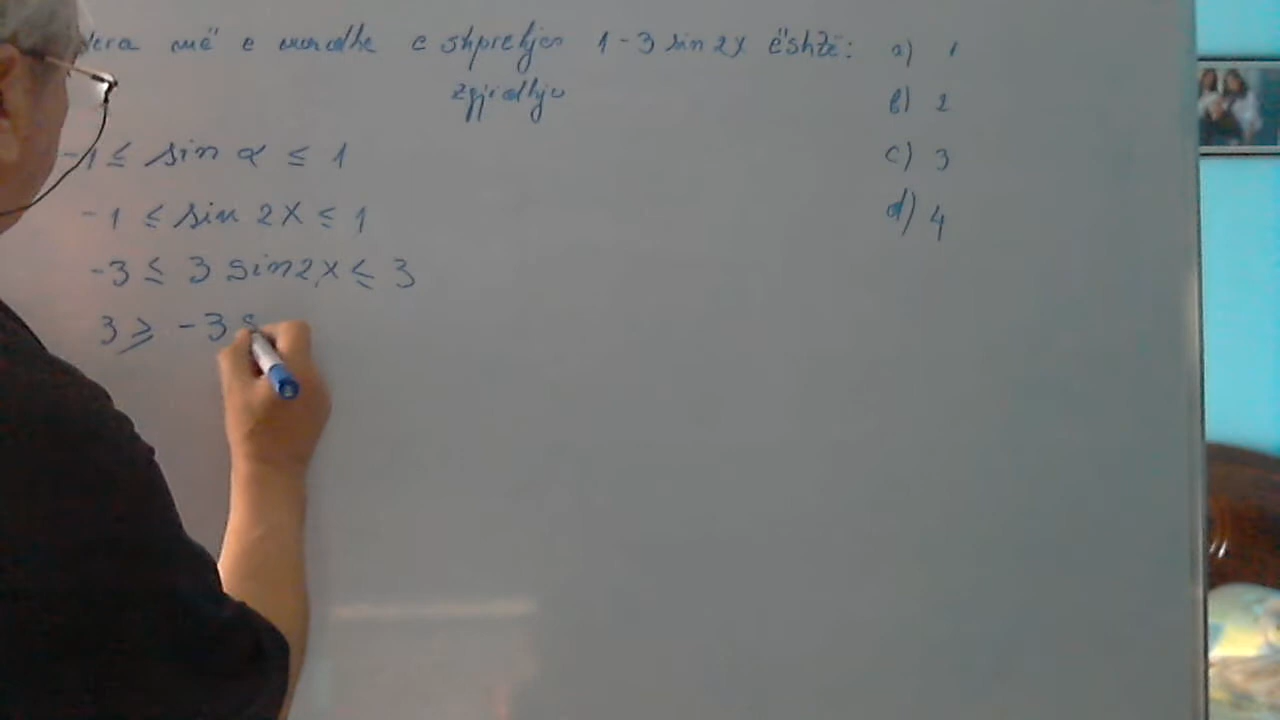 më e madhe e shprehjes 1 - 3 sin 2x është:
zgjidhje
a) 1
b) 2
c) 3
d) 4
-1 ≤ sin α ≤ 1
-1 ≤ sin 2x ≤ 1
-3 ≤ 3 sin 2x ≤ 3
3 ≥ -3 s